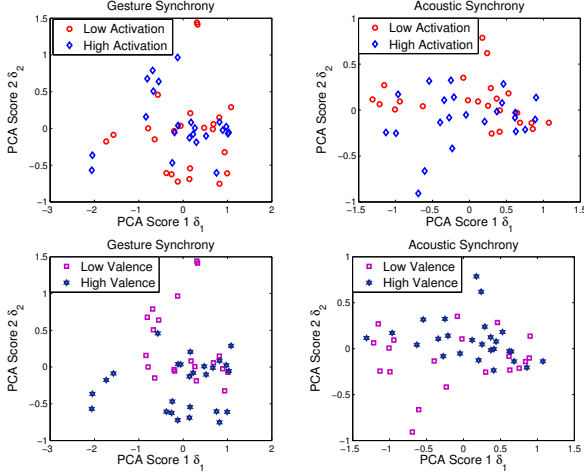 Gesture Synchrony
Acoustic Synchrony
Low Activation
High Activation
Low Activation
High Activation
PCA Score 2 δ2
1.5
1
0.5
0
−0.5
−1
−3 −2 −1 0 1 2
PCA Score 1 δ1
PCA Score 2 δ2
1
0.5
0
−0.5
−1
−1.5 −1 −0.5 0 0.5 1 1.5
PCA Score 1 δ1
Gesture Synchrony
Acoustic Synchrony
Low Valence
High Valence
Low Valence
High Valence
PCA Score 2 δ2
1.5
1
0.5
0
−0.5
−1
−3 −2 −1 0 1 2
PCA Score 1 δ1
PCA Score 2 δ2
1
0.5
0
−0.5
−1
−1.5 −1 −0.5 0 0.5 1 1.5
PCA Score 1 δ1